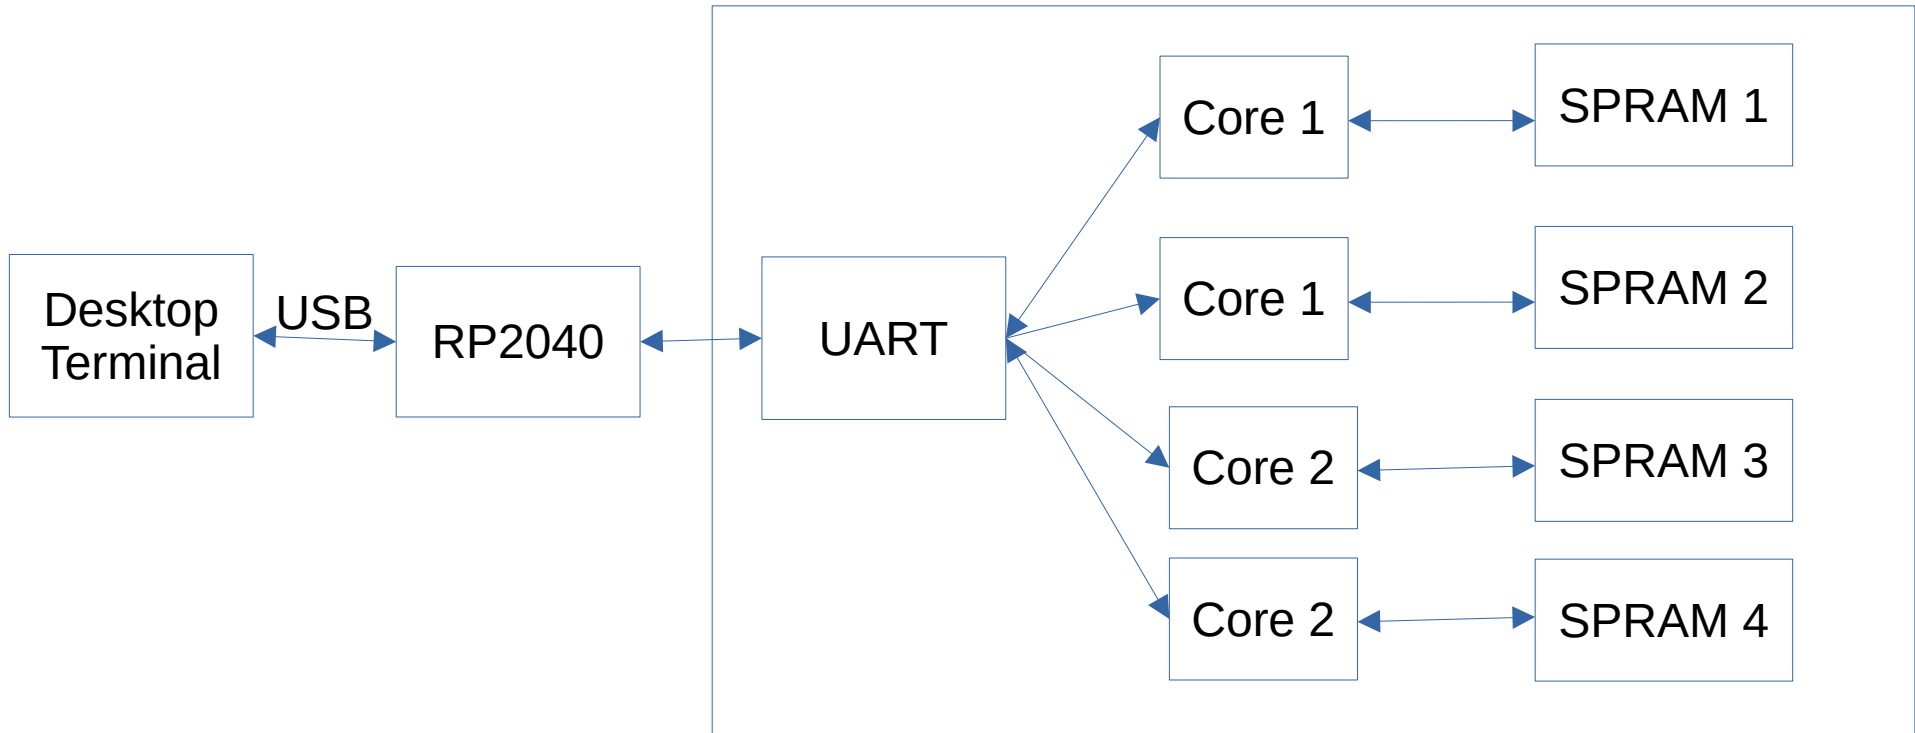 Desktop
Terminal
USB
RP2040
UART
Core 1
SPRAM 1
Core 1
SPRAM 2
Core 2
SPRAM 3
Core 2
SPRAM 4